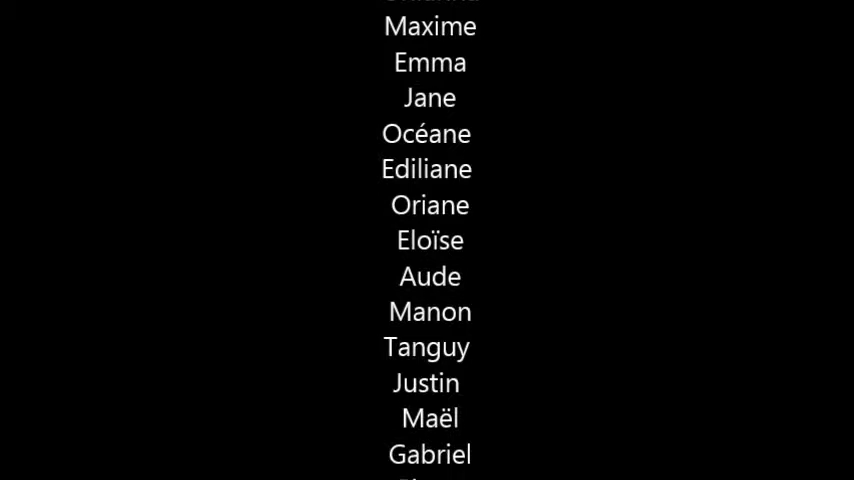 Maxime
Emma
Jane
Océane
Ediliane
Oriane
Eloïse
Aude
Manon
Tanguy
Justin
Maël
Gabriel